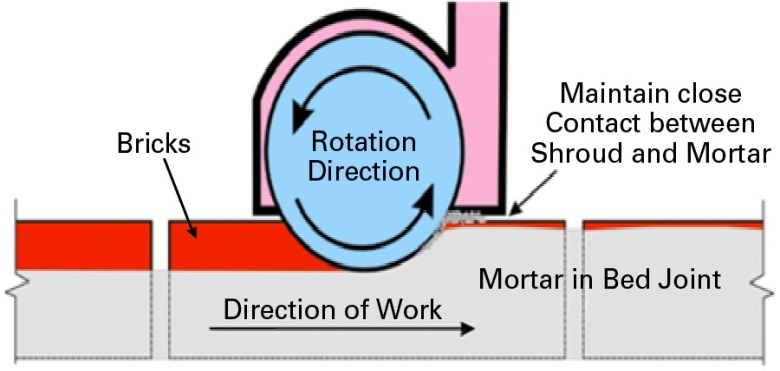 Maintain close
Contact between
Shroud and Mortar
Bricks
Rotation
Direction
Mortar in Bed Joint
Direction of Work